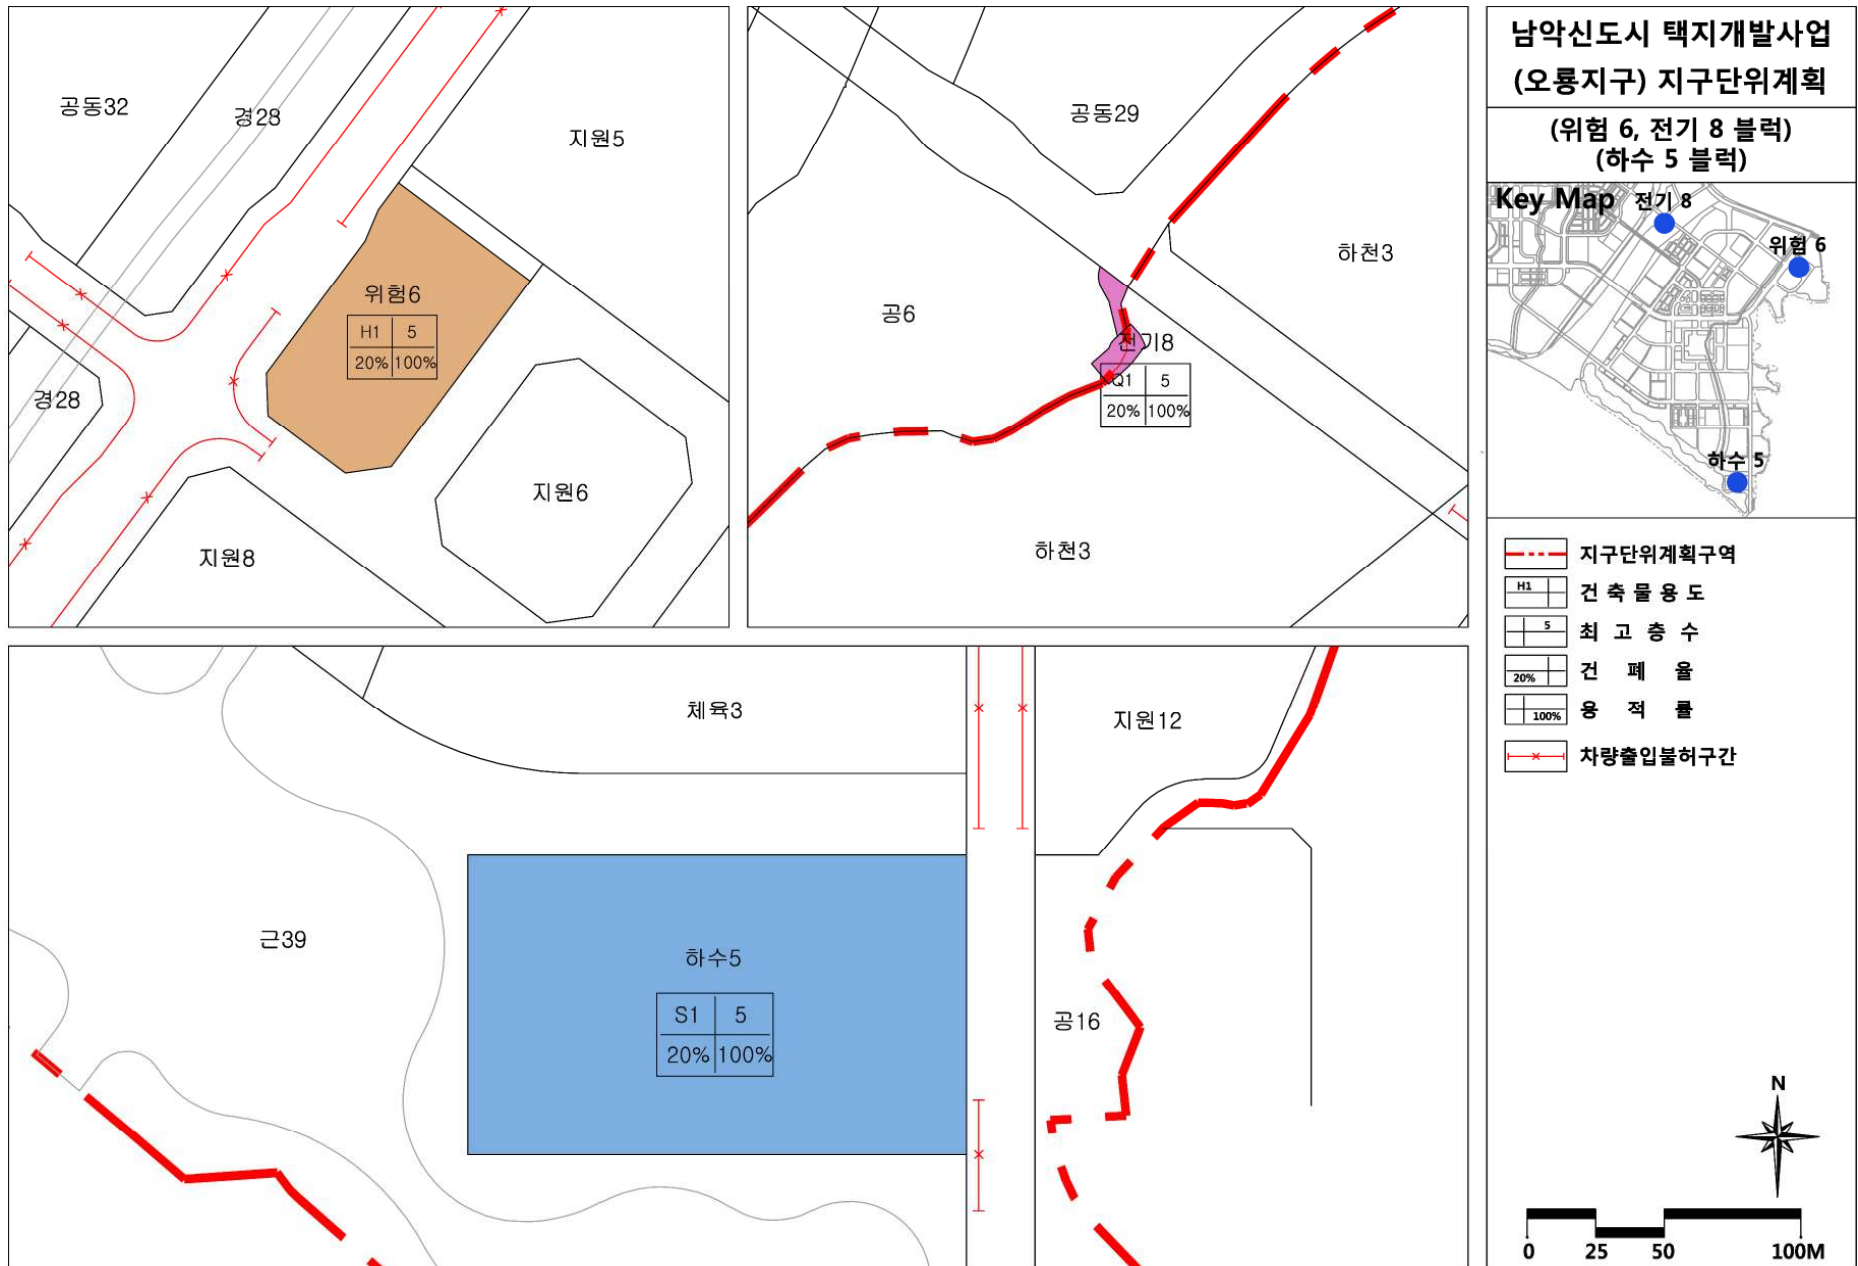 공동32
경28
지원5
위험6
H1 5
20% 100%
경28
지원6
지원8
공동29
하천3
공6
전기8
Q1 5
20% 100%
하천3
체육3
지원12
근39
하수5
S1 5
20% 100%
공16
남악신도시 택지개발사업
(오룡지구) 지구단위계획
(위험 6, 전기 8 블럭)
(하수 5 블럭)
Key Map
전기 8
위험 6
하수 5
지구단위계획구역
H1 건 축 물 용 도
5 최 고 층 수
20% 건 폐 율
100% 용 적 률
차량출입불허구간
N
0 25 50 100M